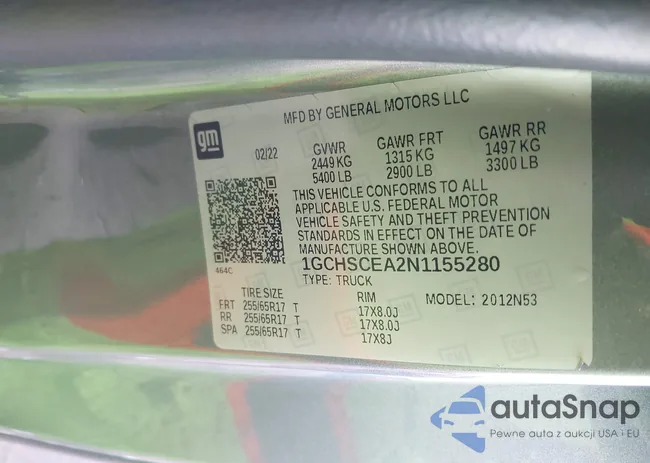 MFD BY GENERAL MOTORS LLC
gm
02/22
GVWR GAWR FRT GAWR RR
2449 KG 1315 KG 1497 KG
5400 LB 2900 LB 3300 LB
THIS VEHICLE CONFORMS TO ALL
APPLICABLE U.S. FEDERAL MOTOR
VEHICLE SAFETY AND THEFT PREVENTION
STANDARDS IN EFFECT ON THE DATE OF
MANUFACTURE SHOWN ABOVE.
464C
1GCHSCEA2N1155280
TYPE: TRUCK
TIRE SIZE RIM MODEL: 2012N53
FRT 255/65R17 T 17X8.0J
RR 255/65R17 T 17X8.0J
SPA 255/65R17 T 17X8J
autaSnap
Pewne auta z aukcji USA i EU